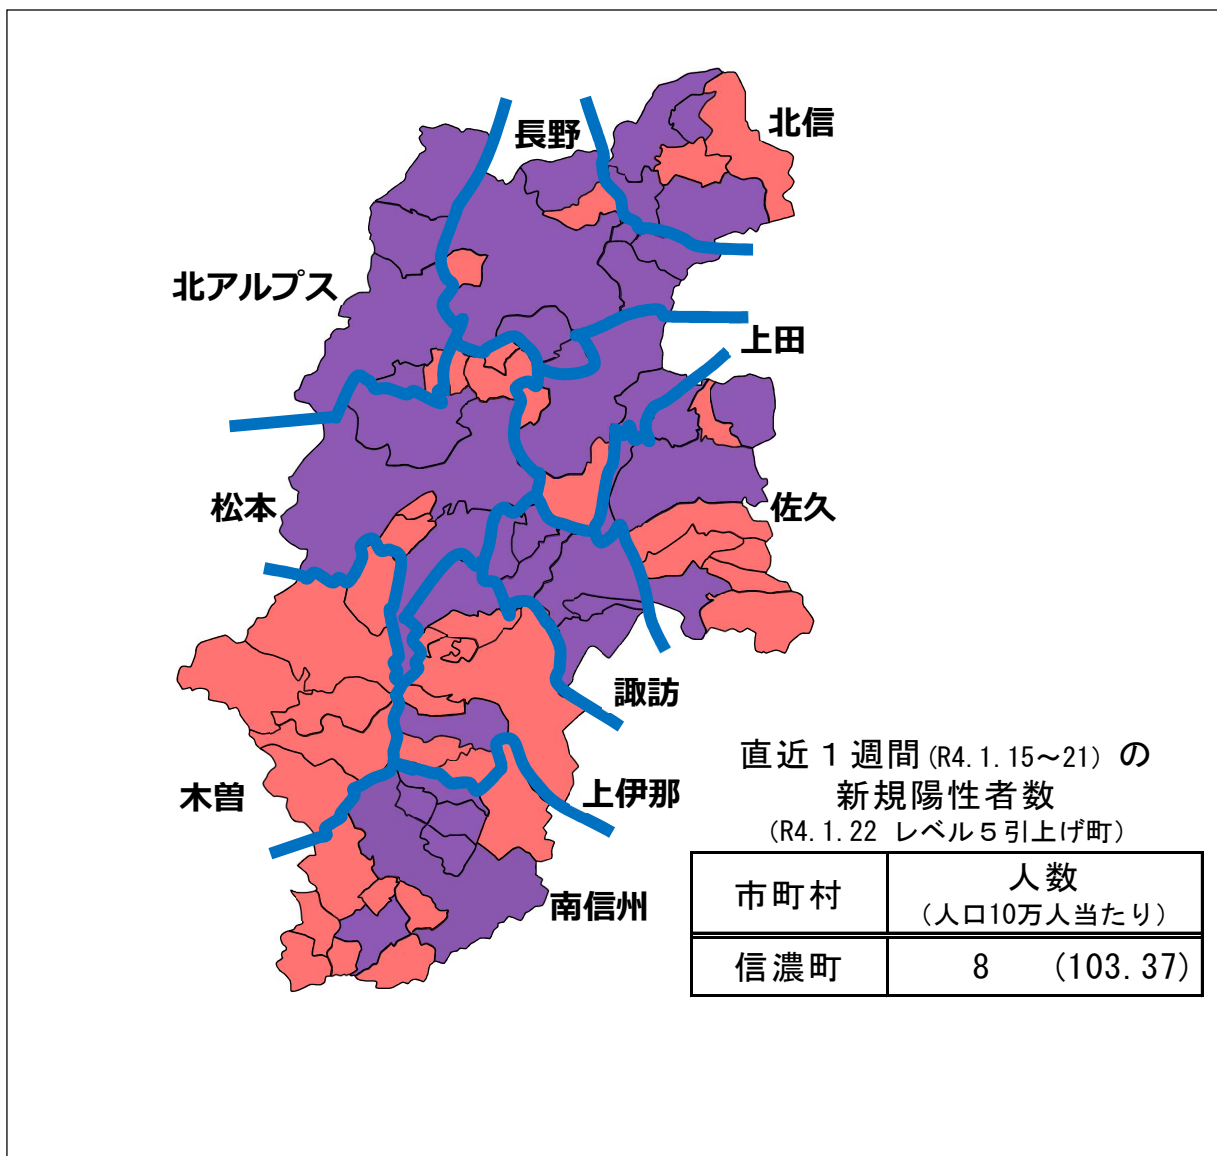 長野
北信
北アルプス
上田
松本
佐久
諏訪
木曽
上伊那
南信州
直近１週間(R4.1.15～21) の
新規陽性者数
(R4.1.22 レベル５引上げ町)
市町村
人数
(人口10万人当たり)
信濃町
8 (103.37)